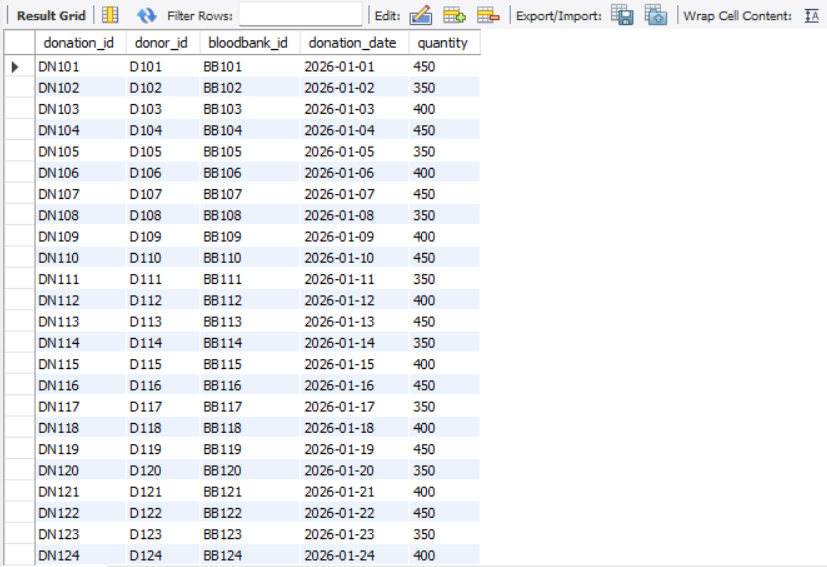 Result Grid Filter Rows: Edit: Export/Import: Wrap Cell Content: IA
donation_id donor_id bloodbank_id donation_date quantity
DN101 D101 BB101 2026-01-01 450
DN102 D102 BB102 2026-01-02 350
DN103 D103 BB103 2026-01-03 400
DN104 D104 BB104 2026-01-04 450
DN105 D105 BB105 2026-01-05 350
DN106 D106 BB106 2026-01-06 400
DN107 D107 BB107 2026-01-07 450
DN108 D108 BB108 2026-01-08 350
DN109 D109 BB109 2026-01-09 400
DN110 D110 BB110 2026-01-10 450
DN111 D111 BB111 2026-01-11 350
DN112 D112 BB112 2026-01-12 400
DN113 D113 BB113 2026-01-13 450
DN114 D114 BB114 2026-01-14 350
DN115 D115 BB115 2026-01-15 400
DN116 D116 BB116 2026-01-16 450
DN117 D117 BB117 2026-01-17 350
DN118 D118 BB118 2026-01-18 400
DN119 D119 BB119 2026-01-19 450
DN120 D120 BB120 2026-01-20 350
DN121 D121 BB121 2026-01-21 400
DN122 D122 BB122 2026-01-22 450
DN123 D123 BB123 2026-01-23 350
DN124 D124 BB124 2026-01-24 400